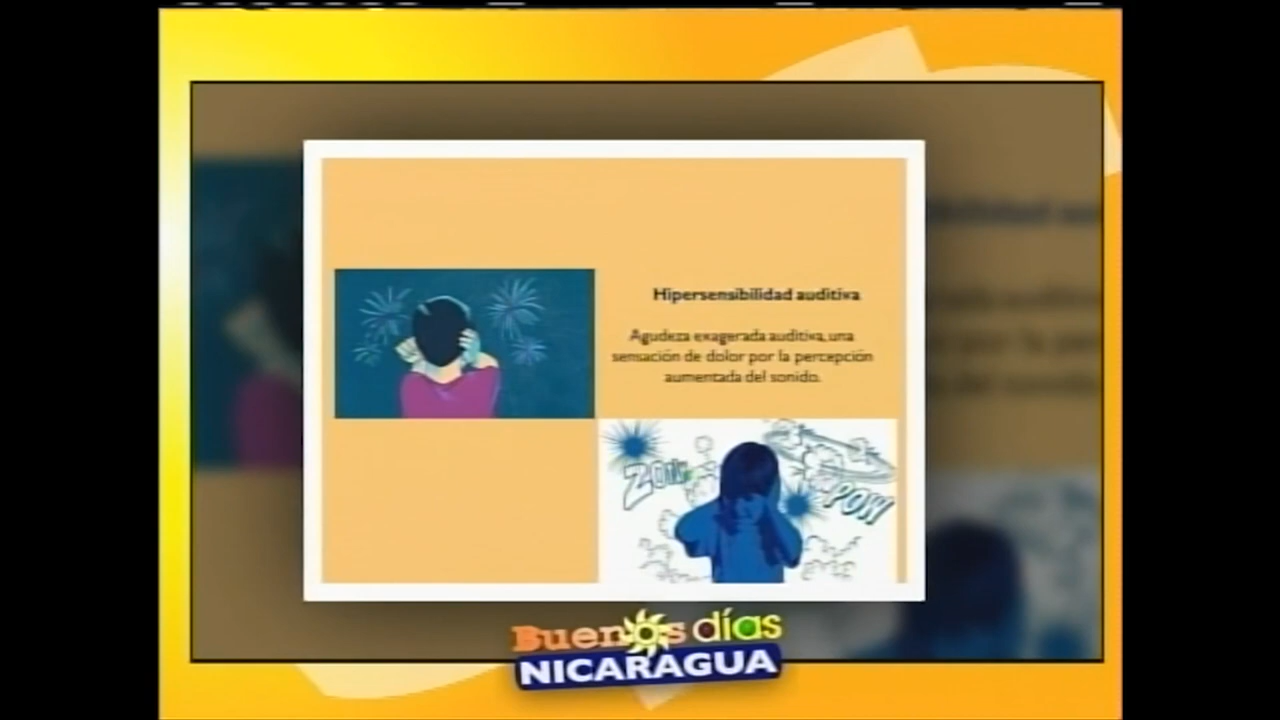 Hipersensibilidad auditiva
Agudeza exagerada auditiva, una
sensación de dolor por la percepción
aumentada del sonido.
POW
Buenos días
NICARAGUA